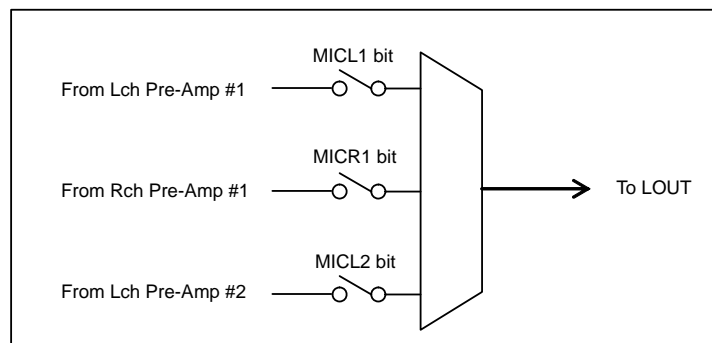 MICL1 bit
From Lch Pre-Amp #1
MICR1 bit
From Rch Pre-Amp #1
To LOUT
MICL2 bit
From Lch Pre-Amp #2